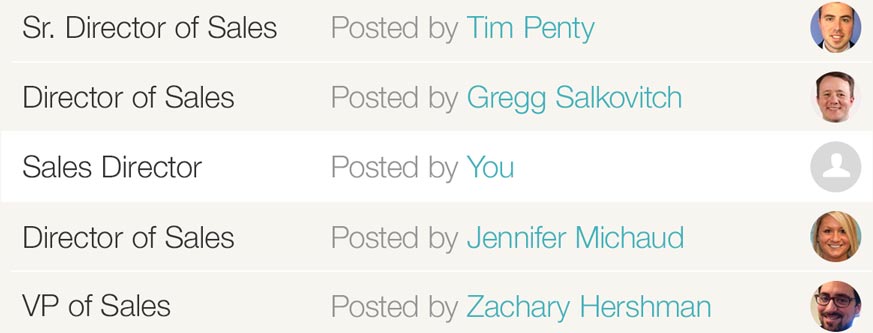 Sr. Director of Sales Posted by Tim Penty
Director of Sales Posted by Gregg Salkovitch
Sales Director Posted by You
Director of Sales Posted by Jennifer Michaud
VP of Sales Posted by Zachary Hershman